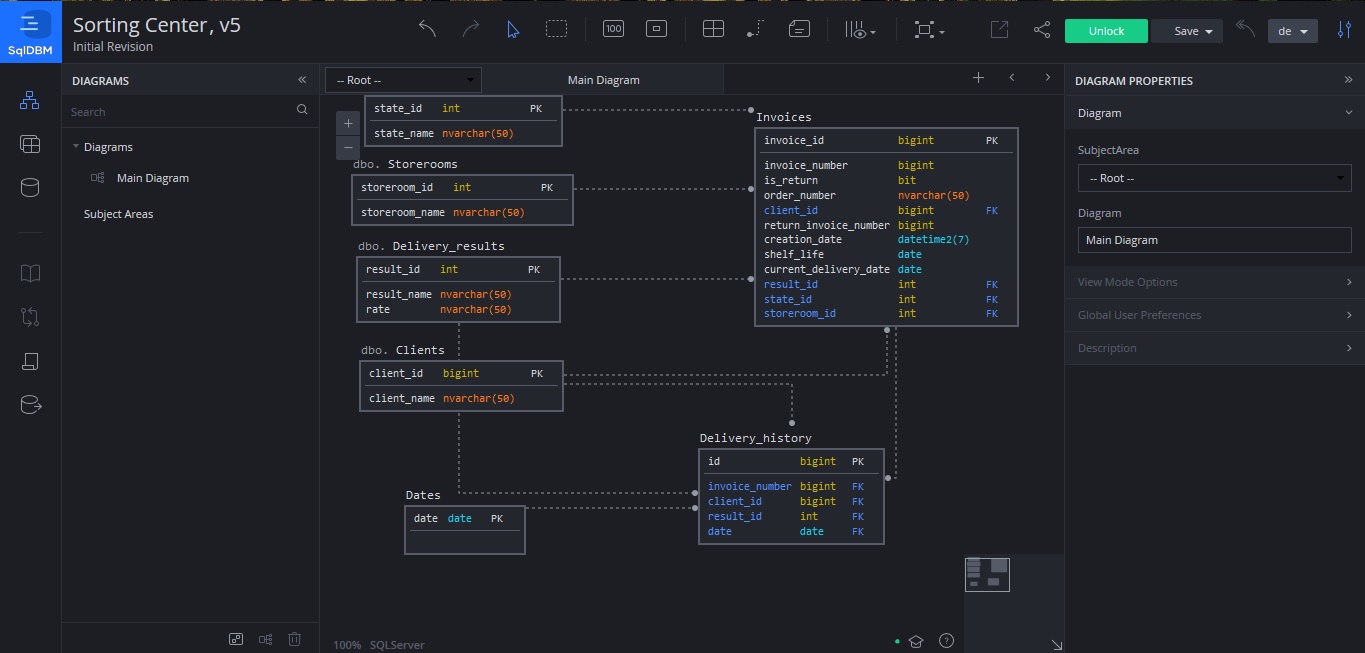 SqlDBM
Sorting Center, v5
Initial Revision
100
Unlock
Save
de
DIAGRAMS
«
Search
Diagrams
Main Diagram
Subject Areas
-- Root --
Main Diagram
+
−
state_id int PK
state_name nvarchar(50)
dbo. Storerooms
storeroom_id int PK
storeroom_name nvarchar(50)
dbo. Delivery_results
result_id int PK
result_name nvarchar(50)
rate nvarchar(50)
dbo. Clients
client_id bigint PK
client_name nvarchar(50)
Dates
date date PK
Invoices
invoice_id bigint PK
invoice_number bigint
is_return bit
order_number nvarchar(50)
client_id bigint FK
return_invoice_number bigint
creation_date datetime2(7)
shelf_life date
current_delivery_date date
result_id int FK
state_id int FK
storeroom_id int FK
Delivery_history
id bigint PK
invoice_number bigint FK
client_id bigint FK
result_id int FK
date date FK
100% SQLServer
?
DIAGRAM PROPERTIES
»
Diagram
SubjectArea
-- Root --
Diagram
Main Diagram
View Mode Options
Global User Preferences
Description